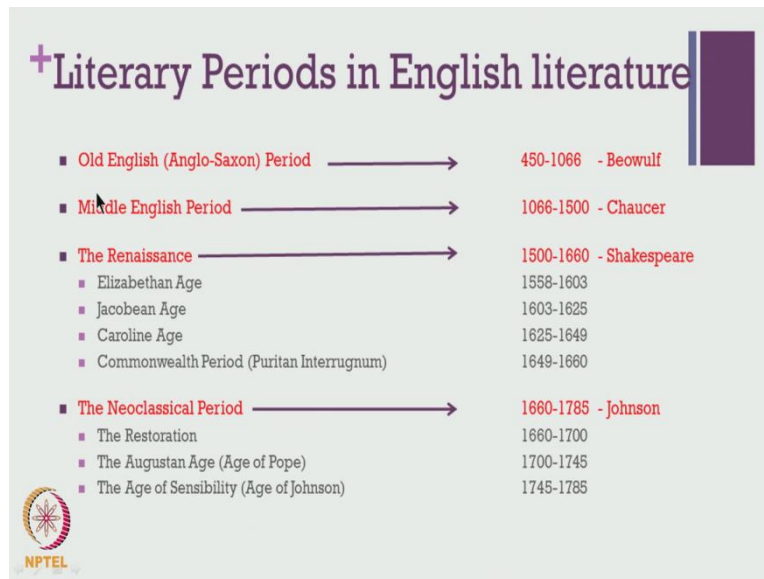 +Literary Periods in English literature
▪ Old English (Anglo-Saxon) Period 450-1066 - Beowulf
▪ Middle English Period 1066-1500 - Chaucer
▪ The Renaissance 1500-1660 - Shakespeare
▪ Elizabethan Age 1558-1603
▪ Jacobean Age 1603-1625
▪ Caroline Age 1625-1649
▪ Commonwealth Period (Puritan Interrugnum) 1649-1660
▪ The Neoclassical Period 1660-1785 - Johnson
▪ The Restoration 1660-1700
▪ The Augustan Age (Age of Pope) 1700-1745
▪ The Age of Sensibility (Age of Johnson) 1745-1785
NPTEL